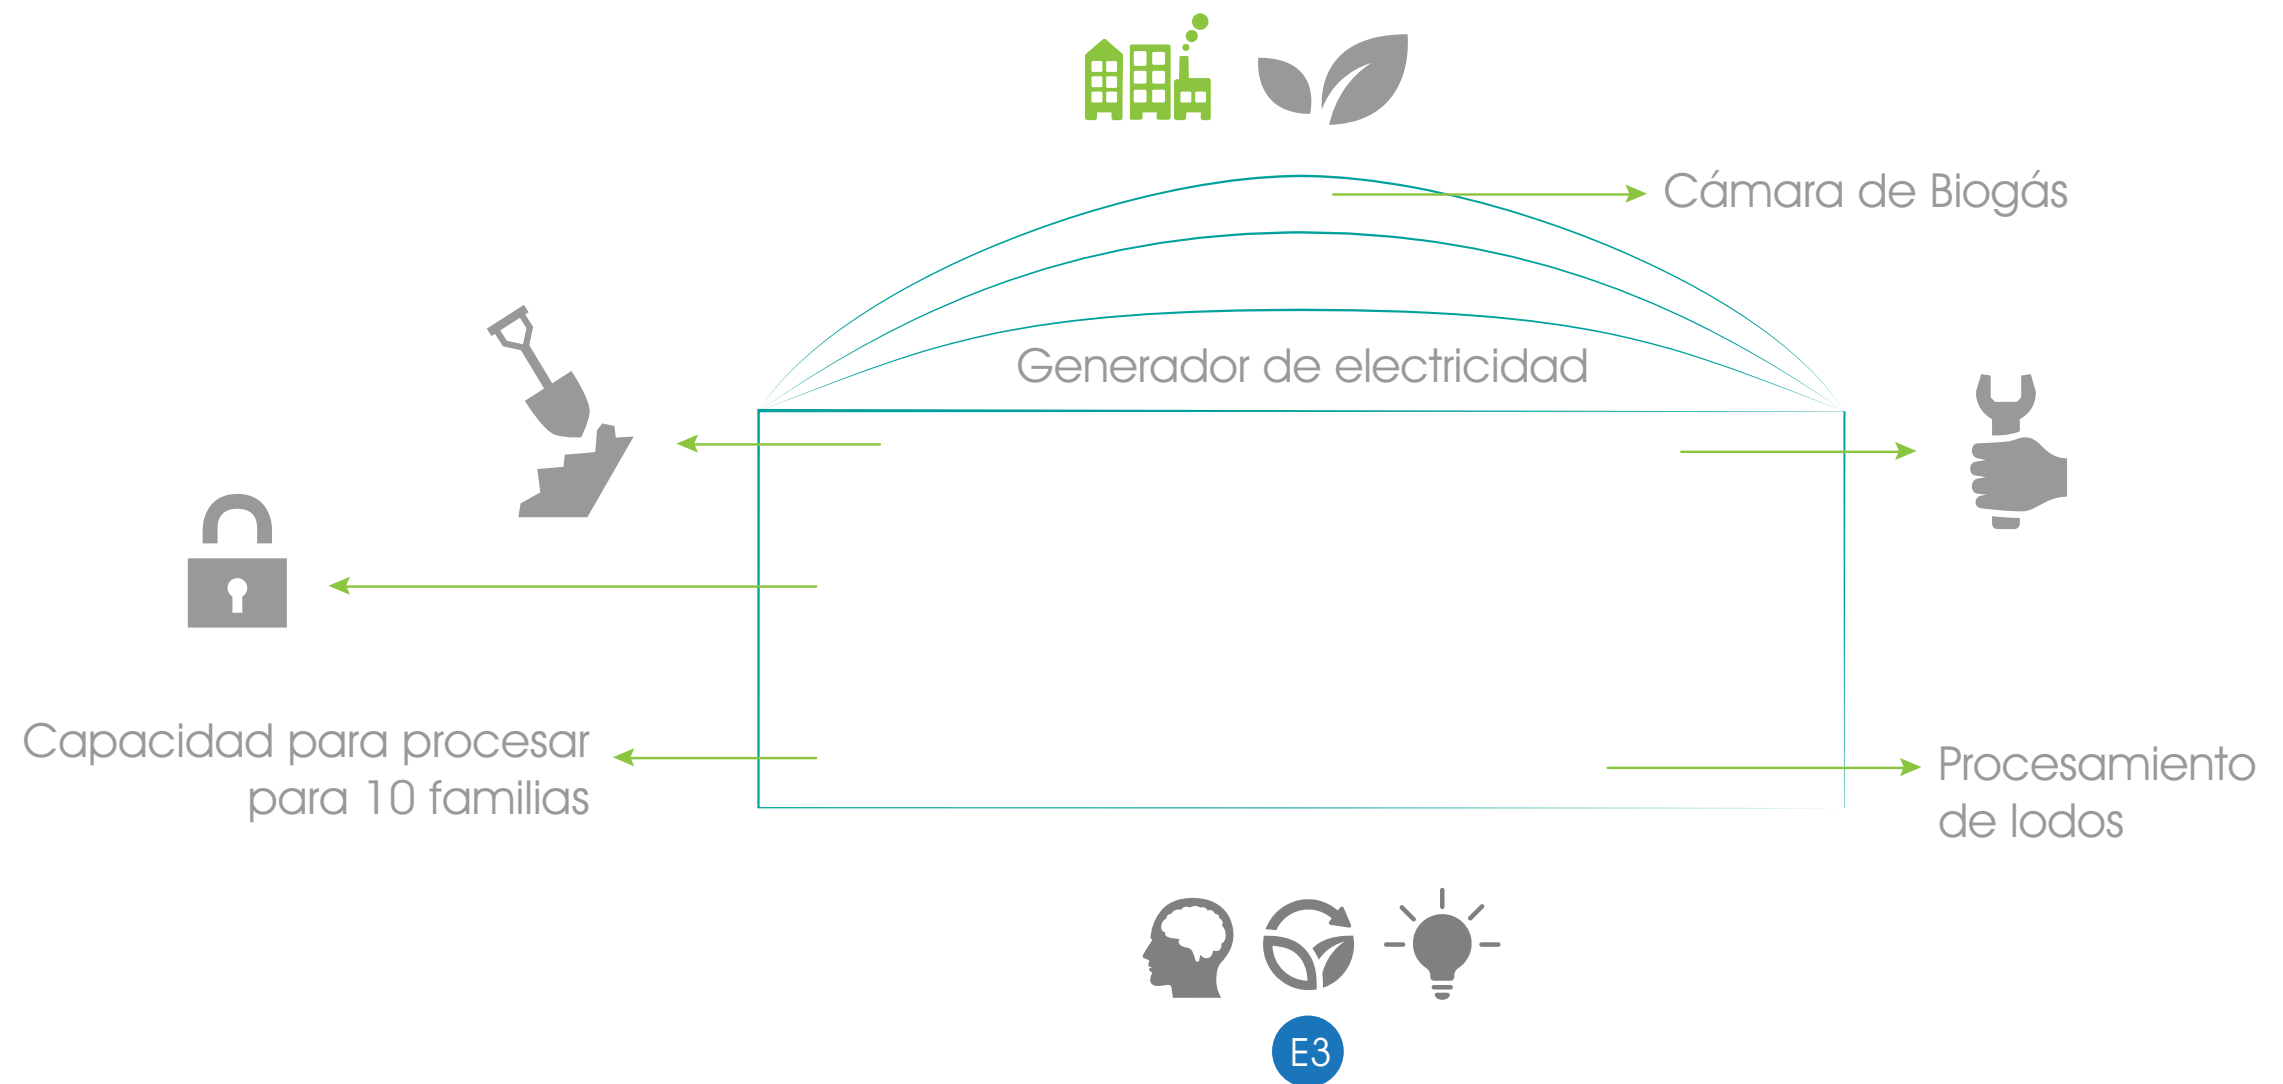 Cámara de Biogás
Generador de electricidad
Capacidad para procesar
para 10 familias
Procesamiento
de lodos
E3